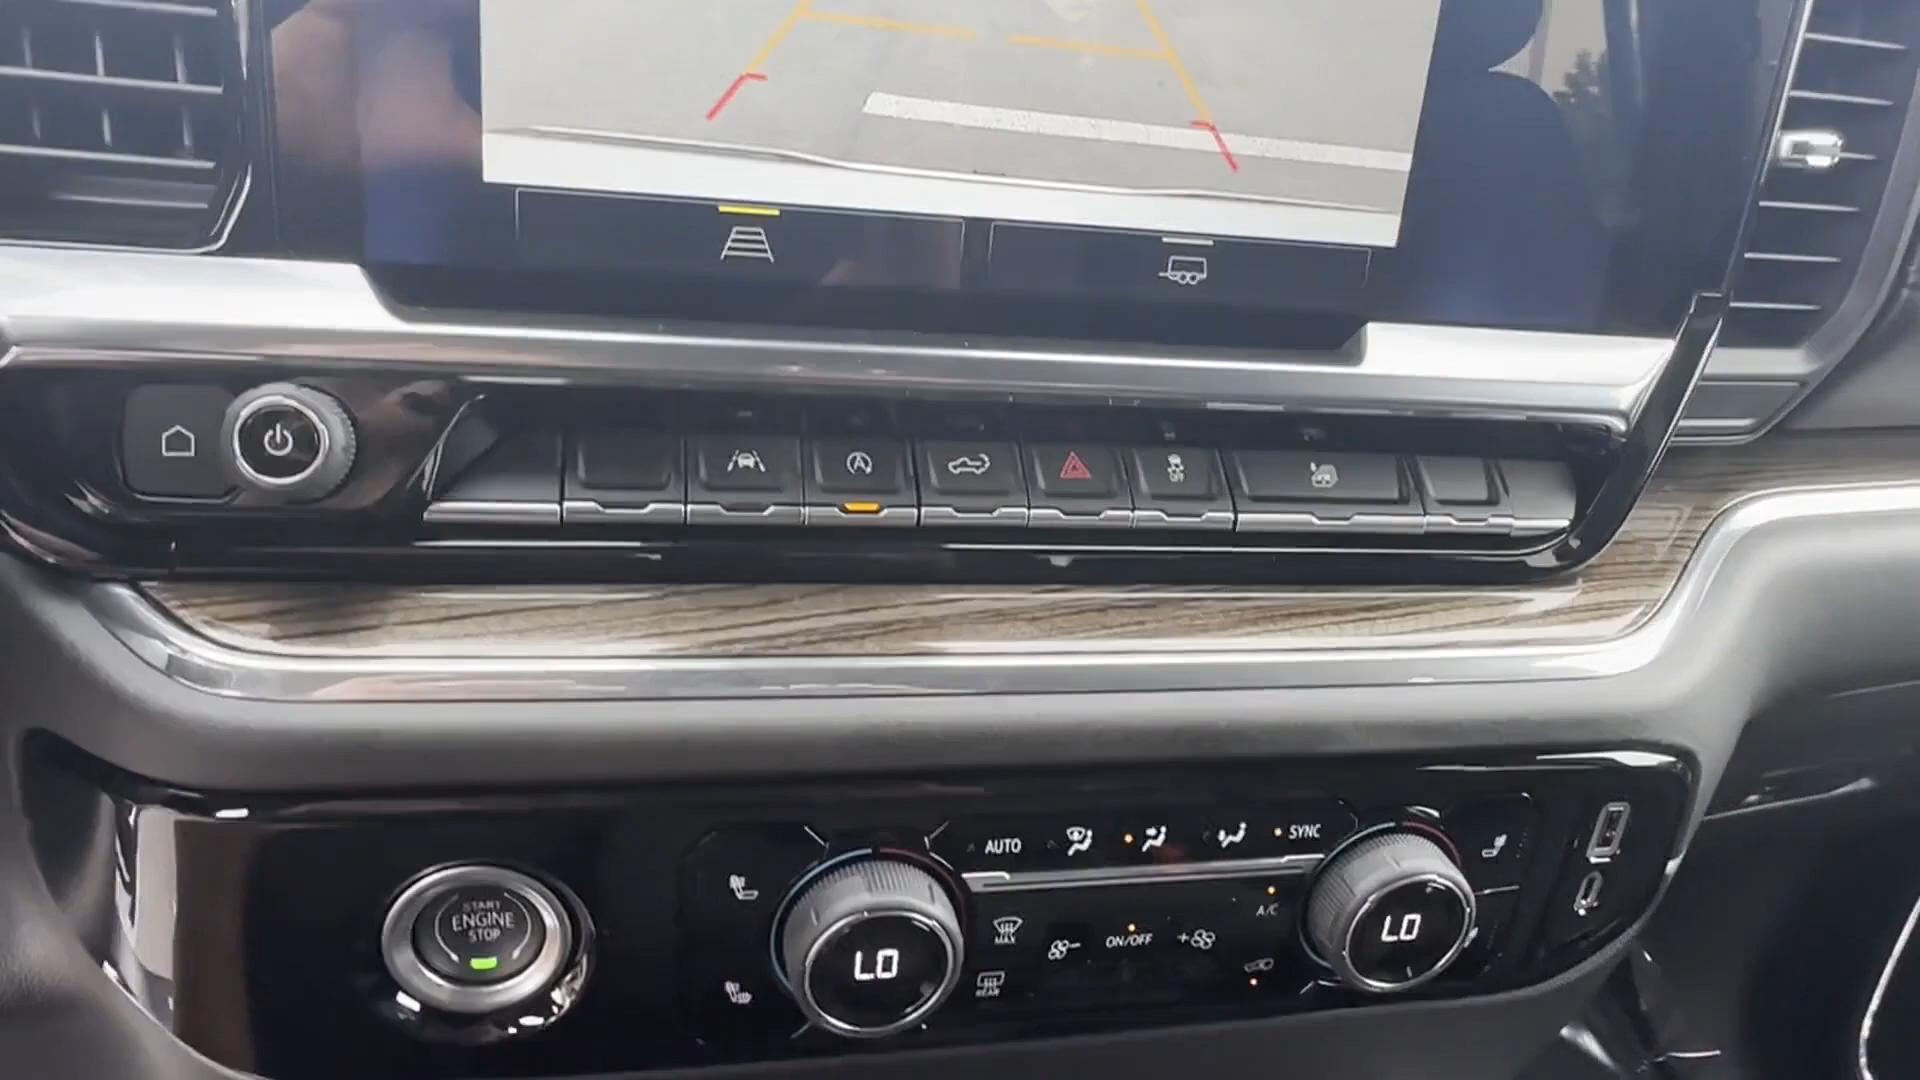 OFF
AUTO
SYNC
START
ENGINE
STOP
MAX
A/C
ON/OFF
LO
LO
REAR